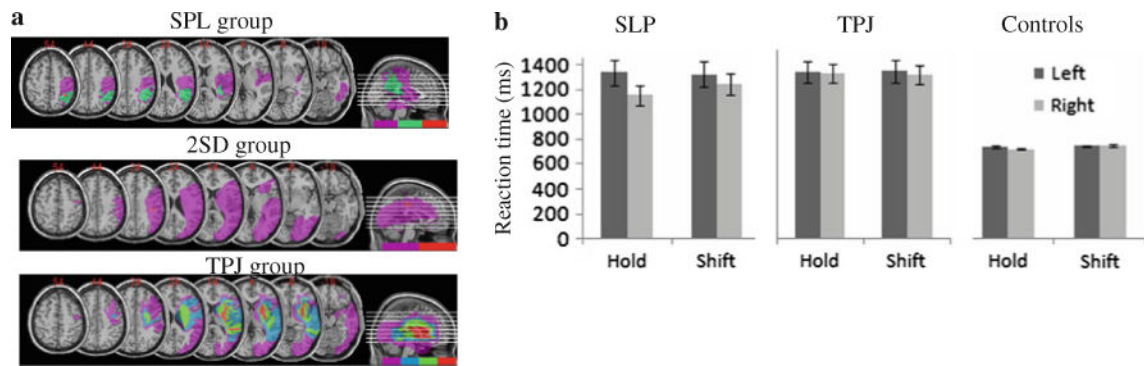 a
SPL group
2SD group
TPJ group
b
SLP TPJ Controls
Reaction time (ms)
1400
1200
1000
800
600
400
200
0
Left
Right
Hold Shift Hold Shift Hold Shift